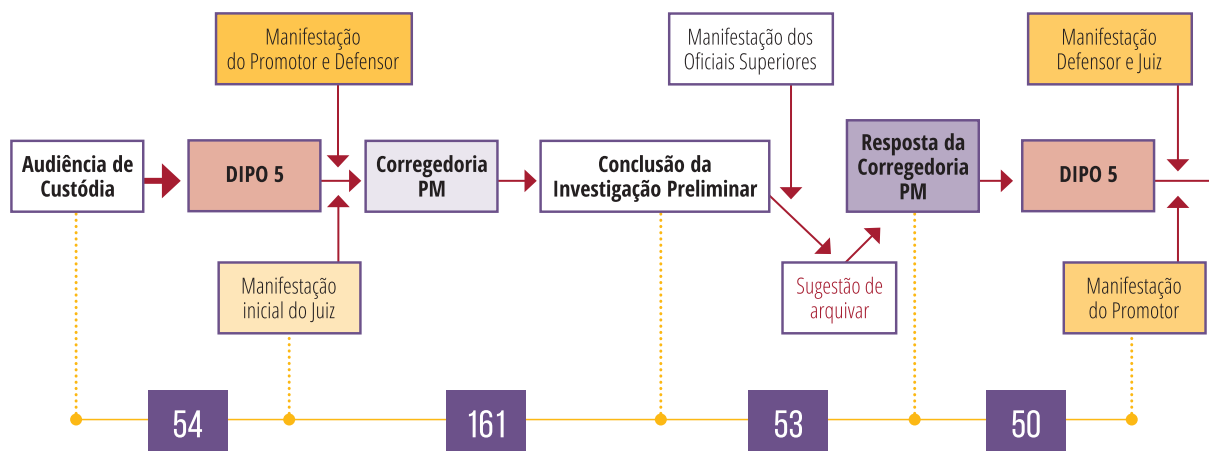 Manifestação
do Promotor e Defensor
Manifestação dos
Oficiais Superiores
Manifestação
Defensor e Juiz
Audiência de
Custódia
DIPO 5
Corregedoria
PM
Conclusão da
Investigação Preliminar
Resposta da
Corregedoria
PM
DIPO 5
Manifestação
inicial do Juiz
Sugestão de
arquivar
Manifestação
do Promotor
54
161
53
50